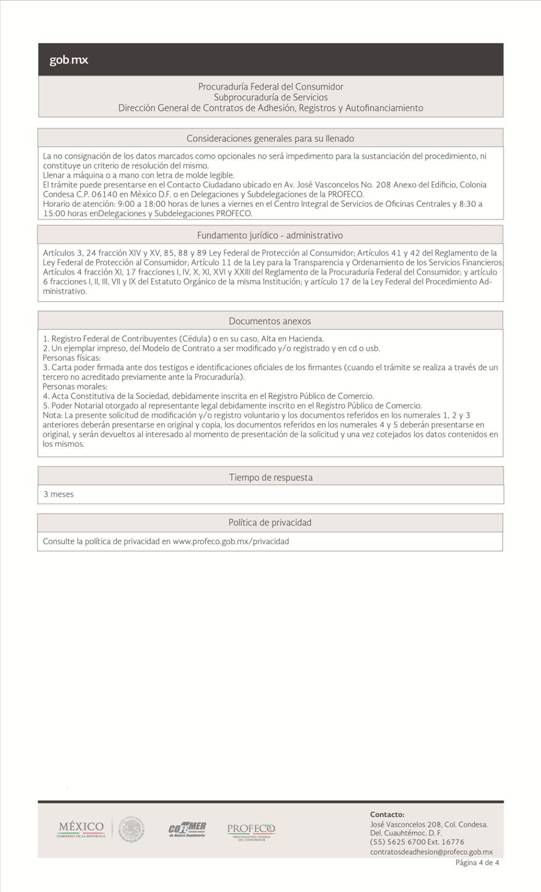 gob mx
Procuraduría Federal del Consumidor
Subprocuraduría de Servicios
Dirección General de Contratos de Adhesión, Registros y Autofinanciamiento
Consideraciones generales para su llenado
La no consignación de los datos marcados como opcionales no será impedimento para la sustanciación del procedimiento, ni
constituye un criterio de resolución del mismo.
Llenar a máquina o a mano con letra de molde legible.
El trámite puede presentarse en el Contacto Ciudadano ubicado en Av. José Vasconcelos No. 208 Anexo del Edificio, Colonia
Condesa C.P. 06140 en México D.F. o en Delegaciones y Subdelegaciones de la PROFECO.
Horario de atención: 9:00 a 18:00 horas de lunes a viernes en el Centro Integral de Servicios de Oficinas Centrales y 8:30 a
15:00 horas enDelegaciones y Subdelegaciones PROFECO.
Fundamento jurídico - administrativo
Artículos 3, 24 fracción XIV y XV, 85, 88 y 89 Ley Federal de Protección al Consumidor; Artículos 41 y 42 del Reglamento de la
Ley Federal de Protección al Consumidor; Artículo 11 de la Ley para la Transparencia y Ordenamiento de los Servicios Financieros;
Artículos 4 fracción XI, 17 fracciones I, IV, X, XI, XVI y XXIII del Reglamento de la Procuraduría Federal del Consumidor; y artículo
6 fracciones I, II, III, VII y IX del Estatuto Orgánico de la misma Institución; y artículo 17 de la Ley Federal del Procedimiento Ad-
ministrativo.
Documentos anexos
1. Registro Federal de Contribuyentes (Cédula) o en su caso, Alta en Hacienda.
2. Un ejemplar impreso, del Modelo de Contrato a ser modificado y/o registrado y en cd o usb.
Personas físicas:
3. Carta poder firmada ante dos testigos e identificaciones oficiales de los firmantes (cuando el trámite se realiza a través de un
tercero no acreditado previamente ante la Procuraduría).
Personas morales:
4. Acta Constitutiva de la Sociedad, debidamente inscrita en el Registro Público de Comercio.
5. Poder Notarial otorgado al representante legal debidamente inscrito en el Registro Público de Comercio.
Nota: La presente solicitud de modificación y/o registro voluntario y los documentos referidos en los numerales 1, 2 y 3
anteriores deberán presentarse en original y copia, los documentos referidos en los numerales 4 y 5 deberán presentarse en
original, y serán devueltos al interesado al momento de presentación de la solicitud y una vez cotejados los datos contenidos en
los mismos.
Tiempo de respuesta
3 meses
Política de privacidad
Consulte la política de privacidad en www.profeco.gob.mx/privacidad
MÉXICO
GOBIERNO DE LA REPÚBLICA
COFEMER
PROFECO
Contacto:
José Vasconcelos 208, Col. Condesa.
Del. Cuauhtémoc. D. F.
(55) 5625 6700 Ext. 16776
contratosdeadhesion@profeco.gob.mx
Página 4 de 4